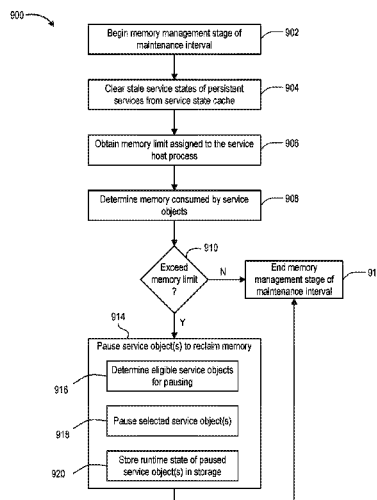 900
Begin memory management stage of
maintenance interval
902
Clear stale service states of persistant
services from service state cache
904
Obtain memory limit assigned to the service
host process
906
Determine memory consumed by service
objects
908
910
Exceed
memory limit
?
N
End memory
management stage of
maintenance interval
91
Y
914
Pause service object(s) to reclaim memory
Determine eligible service objects
for pausing
916
Pause selected service object(s)
918
Store runtime state of paused
service object(s) in storage
920